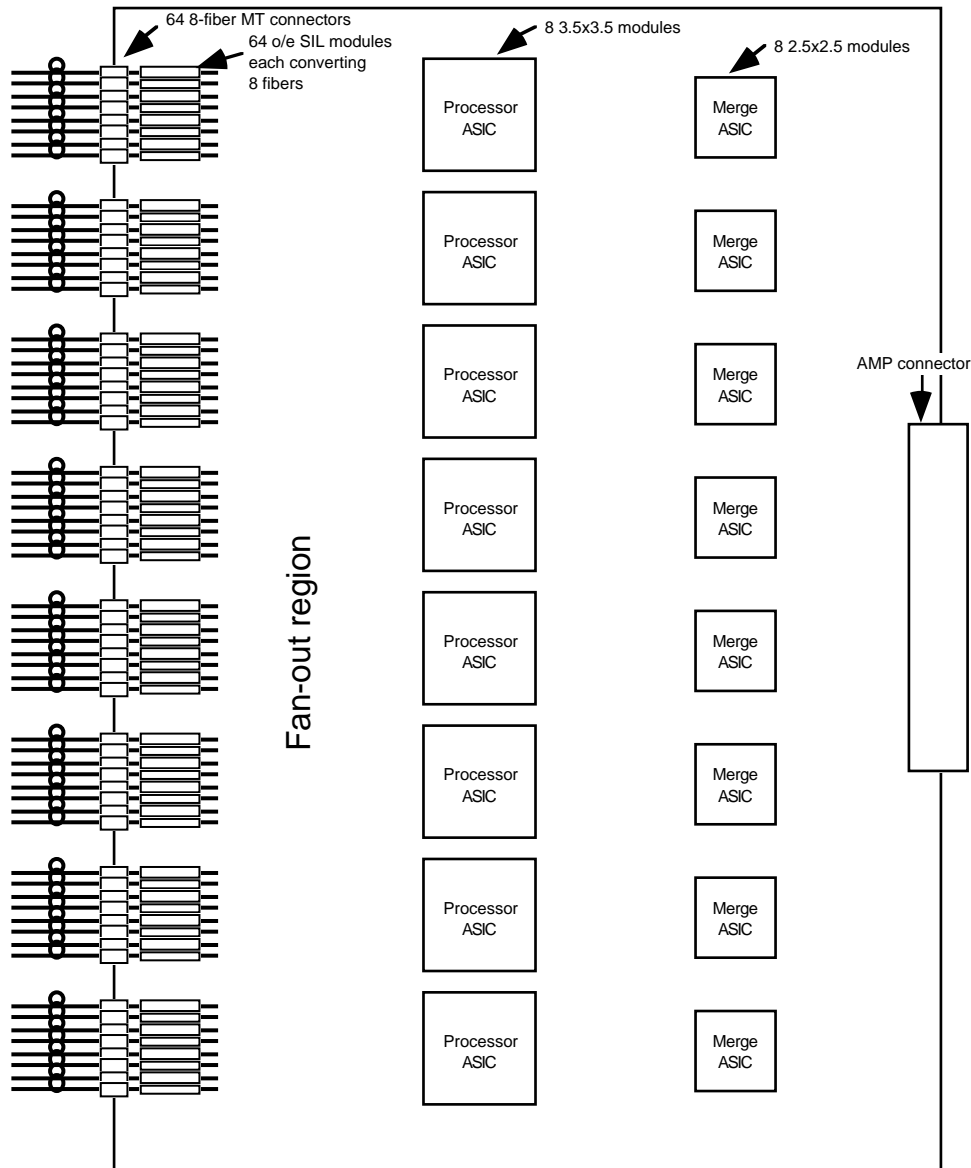 64 8-fiber MT connectors
64 o/e SIL modules
each converting
8 fibers
8 3.5x3.5 modules
8 2.5x2.5 modules
Processor
ASIC
Merge
ASIC
Processor
ASIC
Merge
ASIC
Processor
ASIC
Merge
ASIC
AMP connector
Processor
ASIC
Merge
ASIC
Fan-out region
Processor
ASIC
Merge
ASIC
Processor
ASIC
Merge
ASIC
Processor
ASIC
Merge
ASIC
Processor
ASIC
Merge
ASIC